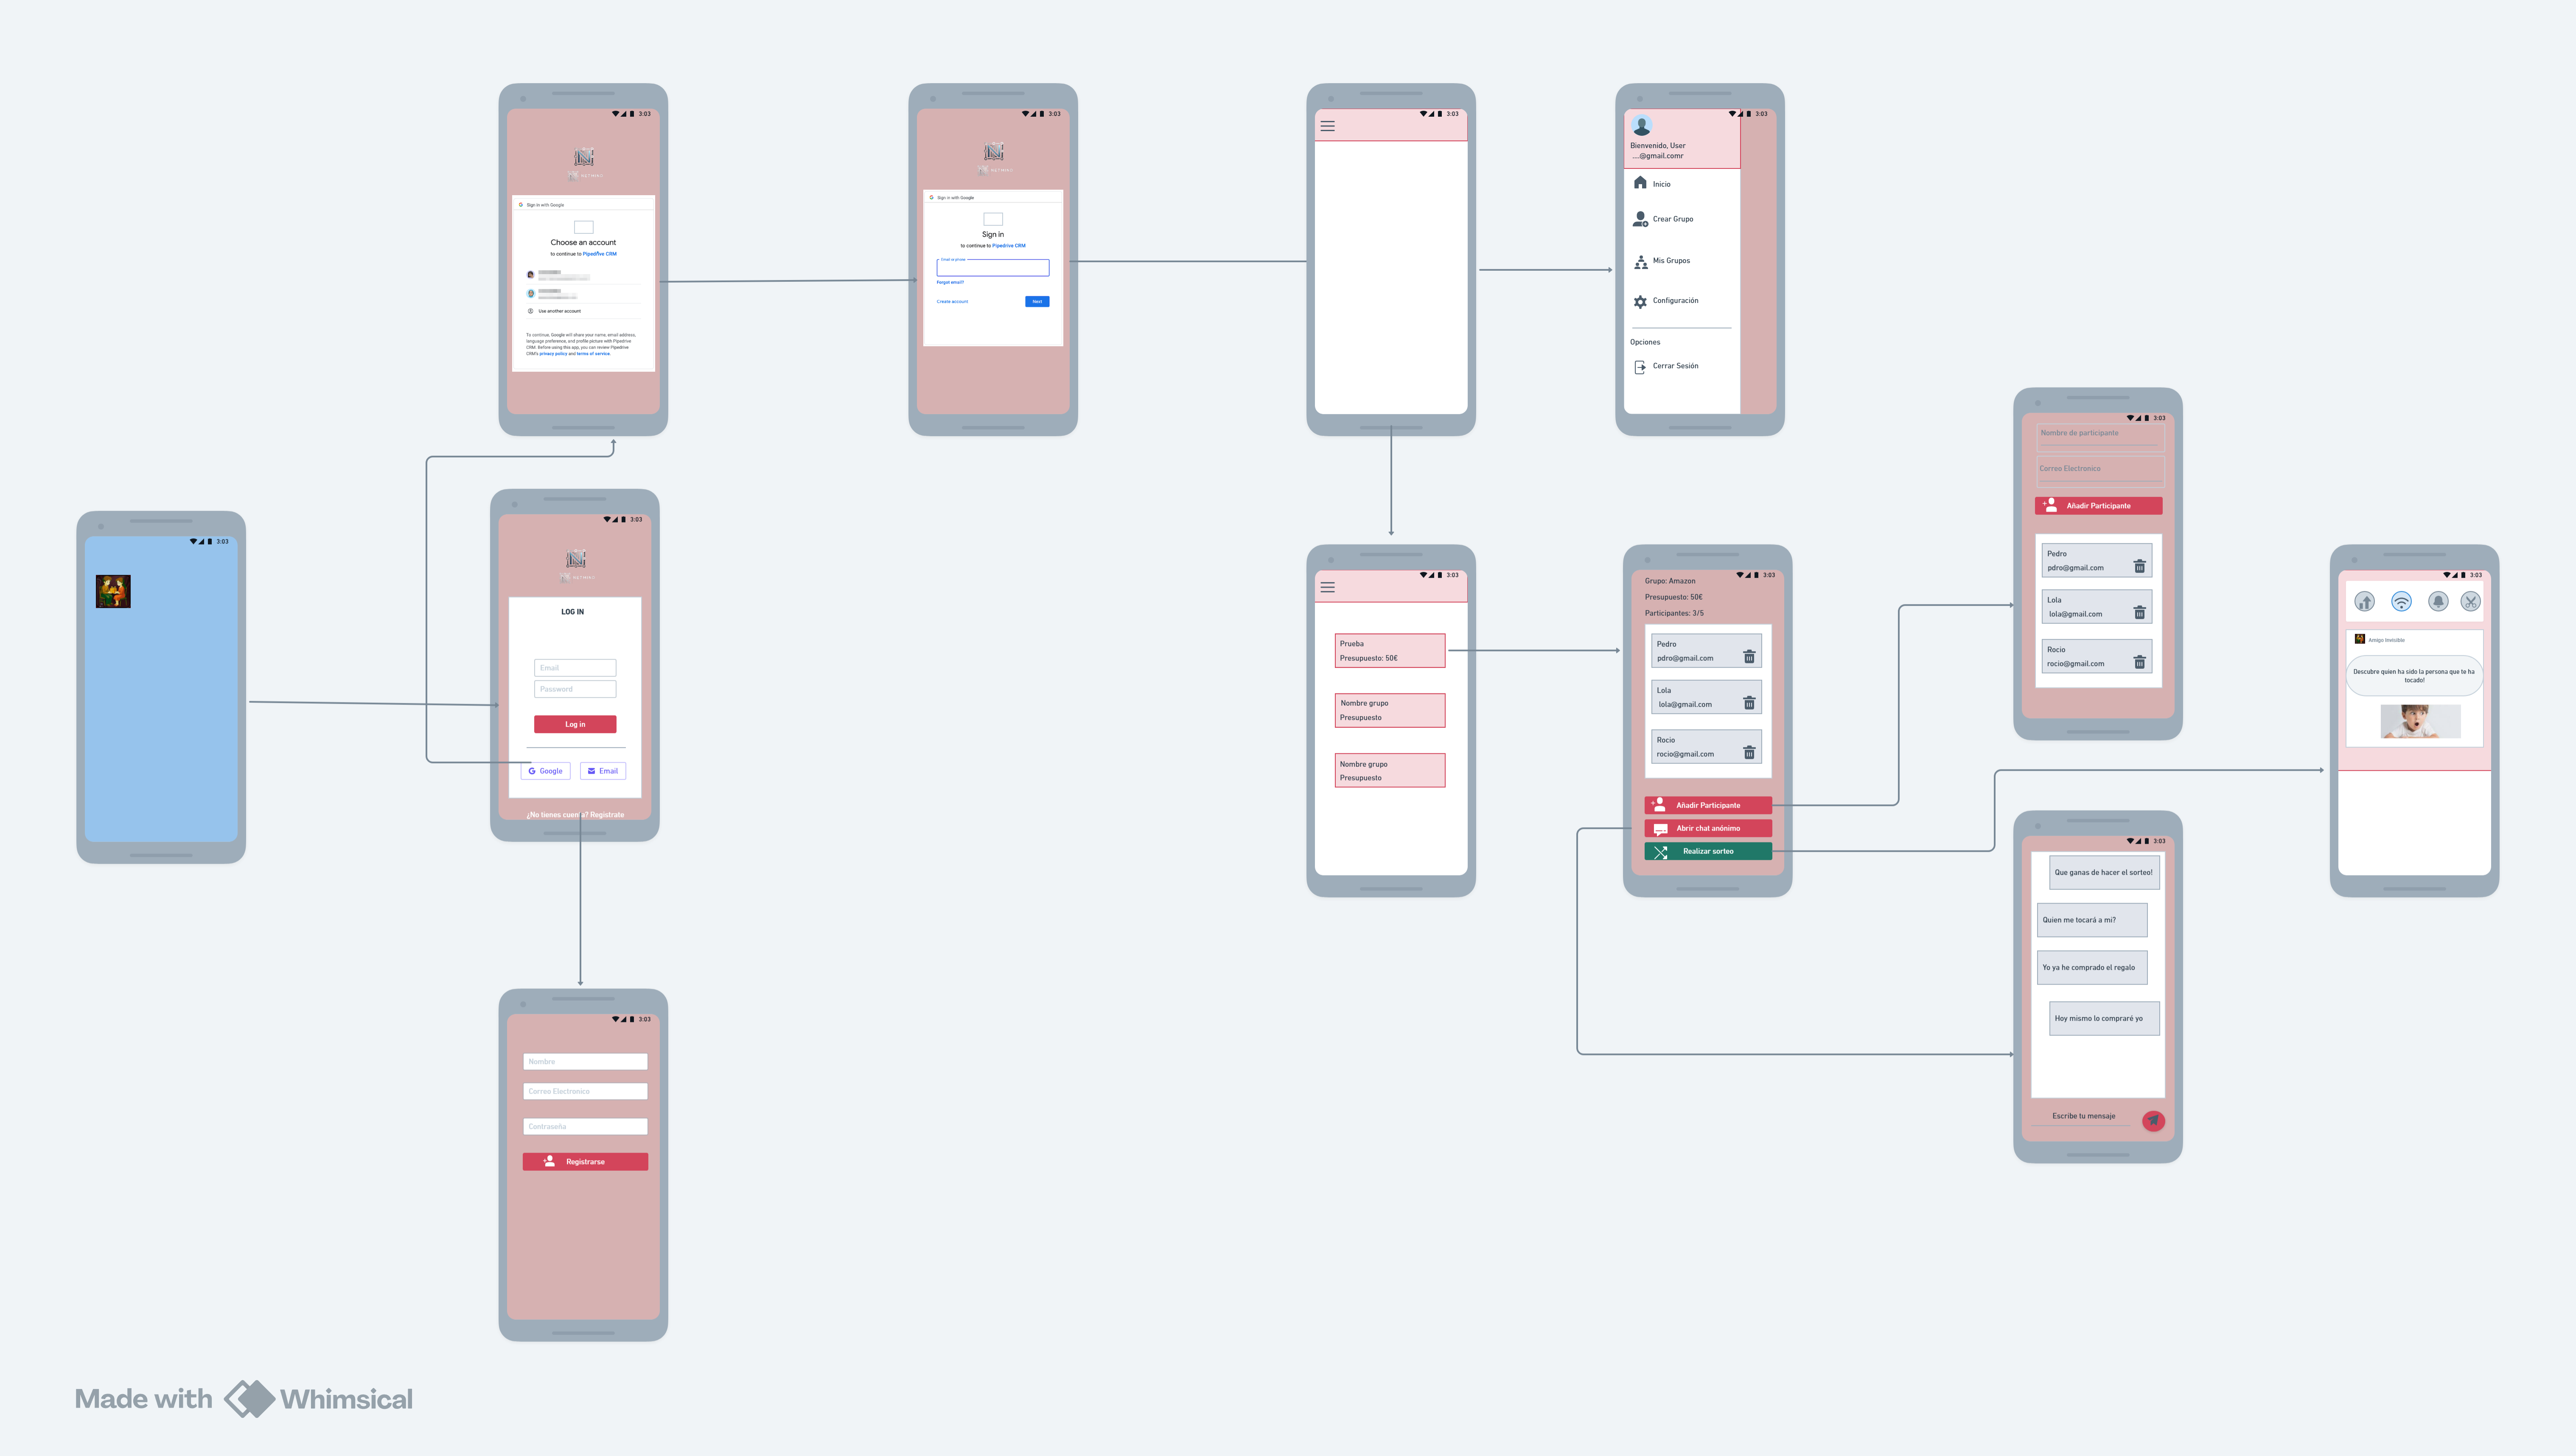 3:03
NETMIND
Sign in with Google
Choose an account
to continue to Pipedrive CRM
Use another account
To continue, Google will share your name, email address,
language preference, and profile picture with Pipedrive
CRM. Before using this app, you can review Pipedrive
CRM's privacy policy and terms of service.
3:03
NETMIND
Sign in with Google
Sign in
to continue to Pipedrive CRM
Email or phone
Forgot email?
Create account
Next
3:03
3:03
Bienvenido, User
....@gmail.comr
Inicio
Crear Grupo
Mis Grupos
Configuración
Opciones
Cerrar Sesión
3:03
3:03
NETMIND
LOG IN
Email
Password
Log in
Google
Email
¿No tienes cuenta? Registrate
3:03
Nombre
Correo Electronico
Contraseña
Registrarse
3:03
Prueba
Presupuesto: 50€
Nombre grupo
Presupuesto
Nombre grupo
Presupuesto
3:03
Grupo: Amazon
Presupuesto: 50€
Participantes: 3/5
Pedro
pdro@gmail.com
Lola
lola@gmail.com
Rocio
rocio@gmail.com
Añadir Participante
Abrir chat anónimo
Realizar sorteo
3:03
Nombre de participante
Correo Electronico
Añadir Participante
Pedro
pdro@gmail.com
Lola
lola@gmail.com
Rocio
rocio@gmail.com
3:03
Que ganas de hacer el sorteo!
Quien me tocará a mi?
Yo ya he comprado el regalo
Hoy mismo lo compraré yo
Escribe tu mensaje
3:03
Amigo Invisible
Descubre quien ha sido la persona que te ha
tocado!
Made with Whimsical